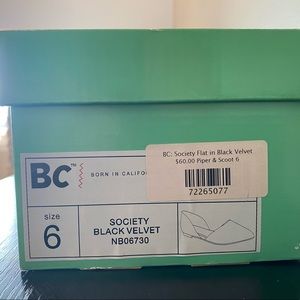 BC™
BORN IN CALIFO
BC: Society Flat in Black Velvet
$60.00 Piper & Scoot 6
72265077
size
6
SOCIETY
BLACK VELVET
NB06730